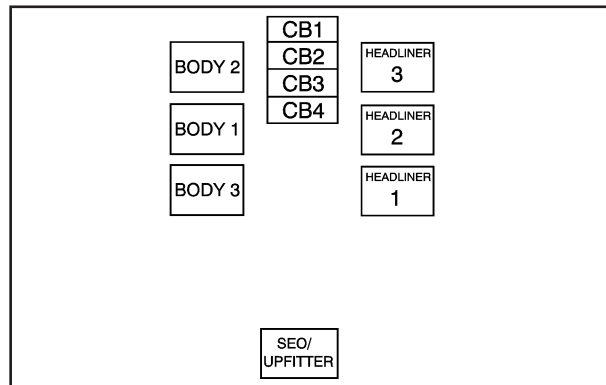 CB1
BODY 2
CB2
HEADLINER
3
CB3
CB4
BODY 1
HEADLINER
2
BODY 3
HEADLINER
1
SEO/
UPFITTER